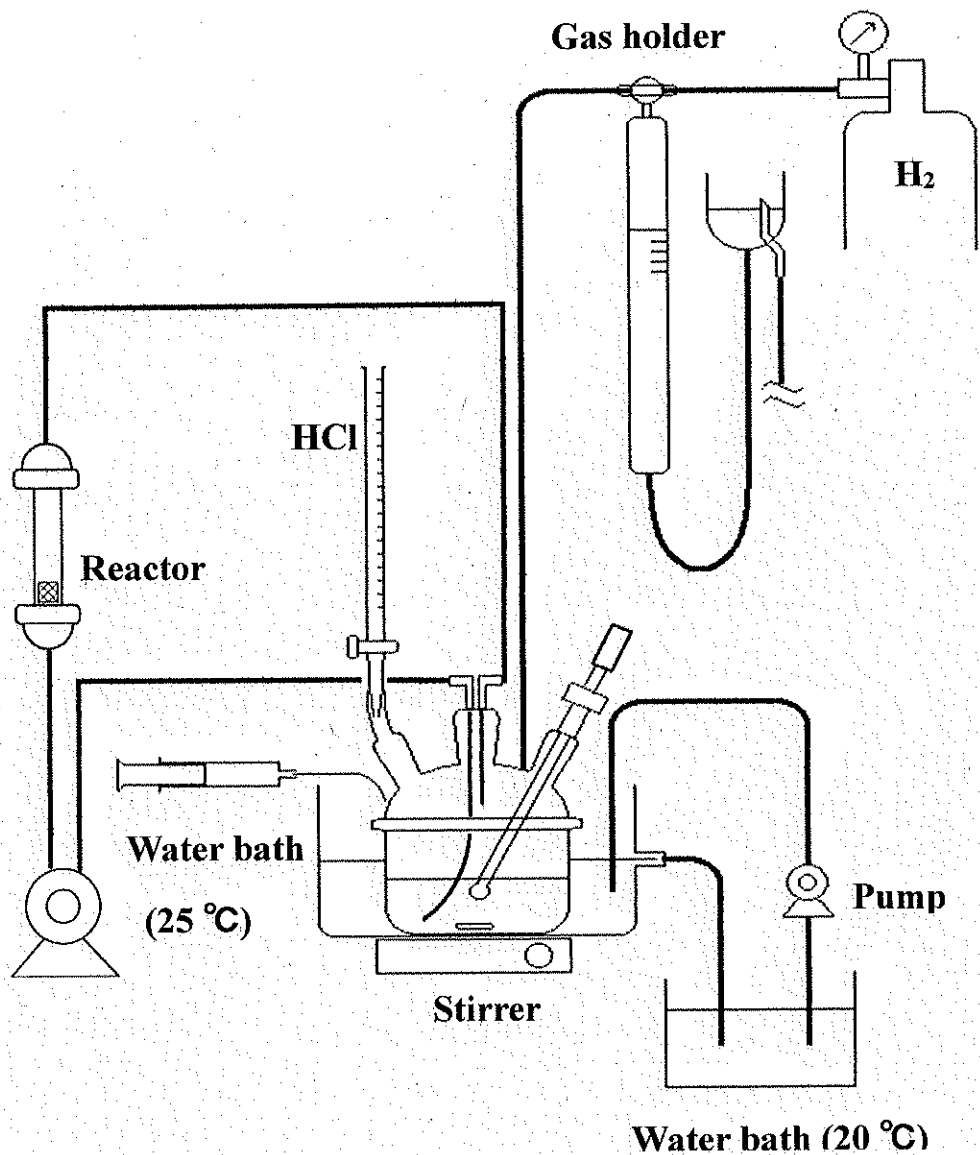 Gas holder
H₂
HCl
Reactor
Water bath
(25 ℃)
Pump
Stirrer
Water bath (20 ℃)